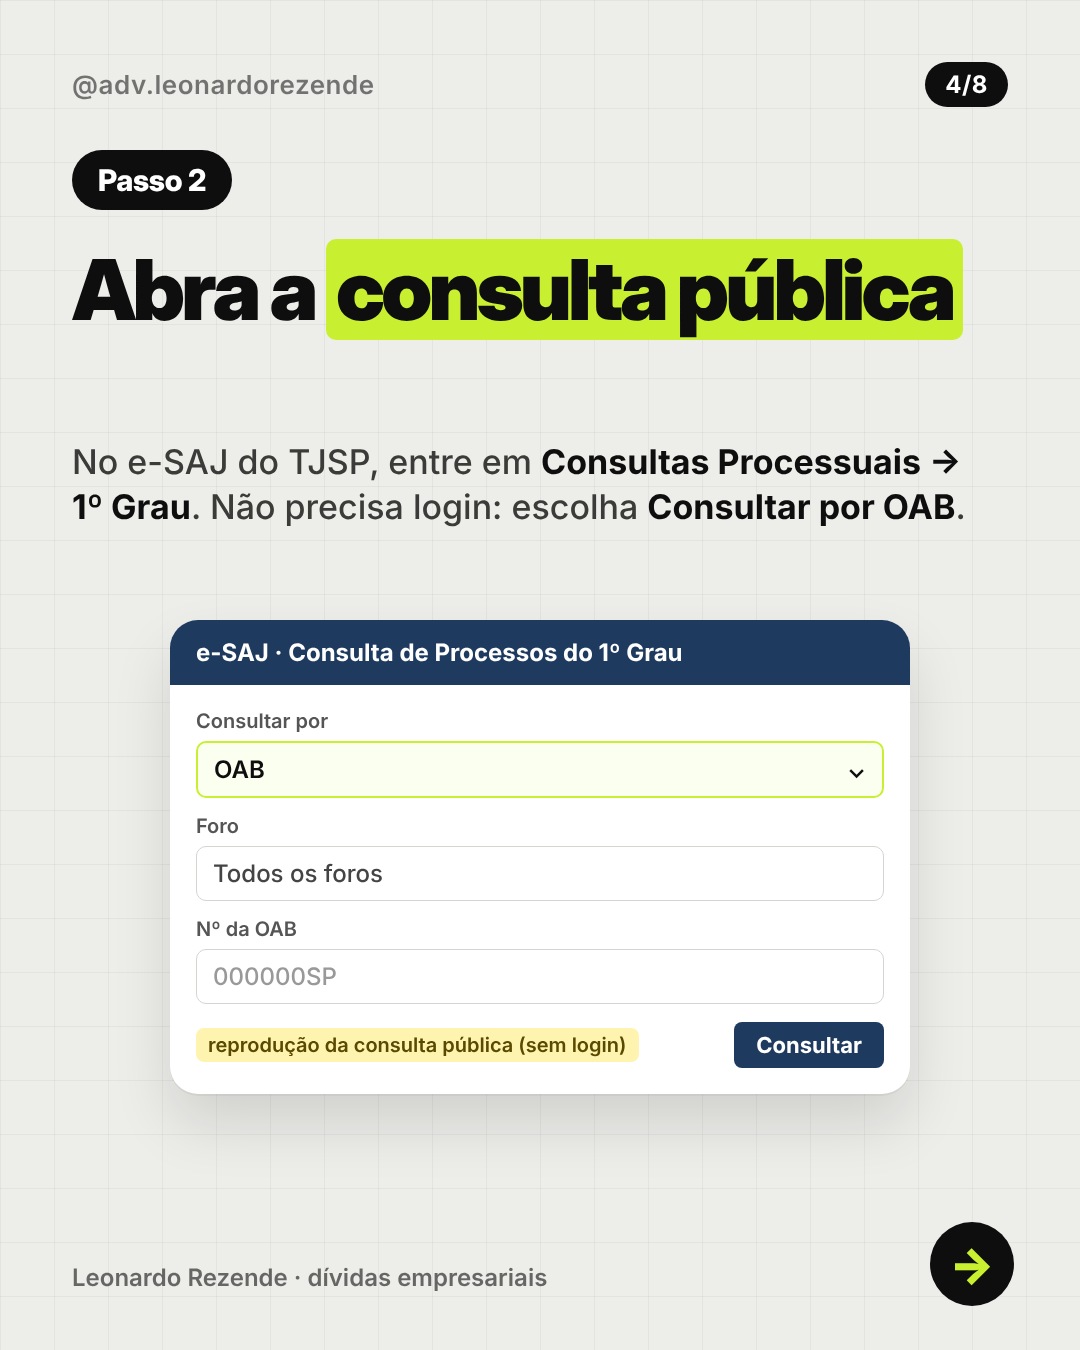 @adv.leonardorezende
4/8
Passo 2
Abra a consulta pública
No e-SAJ do TJSP, entre em Consultas Processuais →
1º Grau. Não precisa login: escolha Consultar por OAB.
e-SAJ · Consulta de Processos do 1º Grau
Consultar por
OAB
Foro
Todos os foros
Nº da OAB
000000SP
reprodução da consulta pública (sem login)
Consultar
Leonardo Rezende · dívidas empresariais